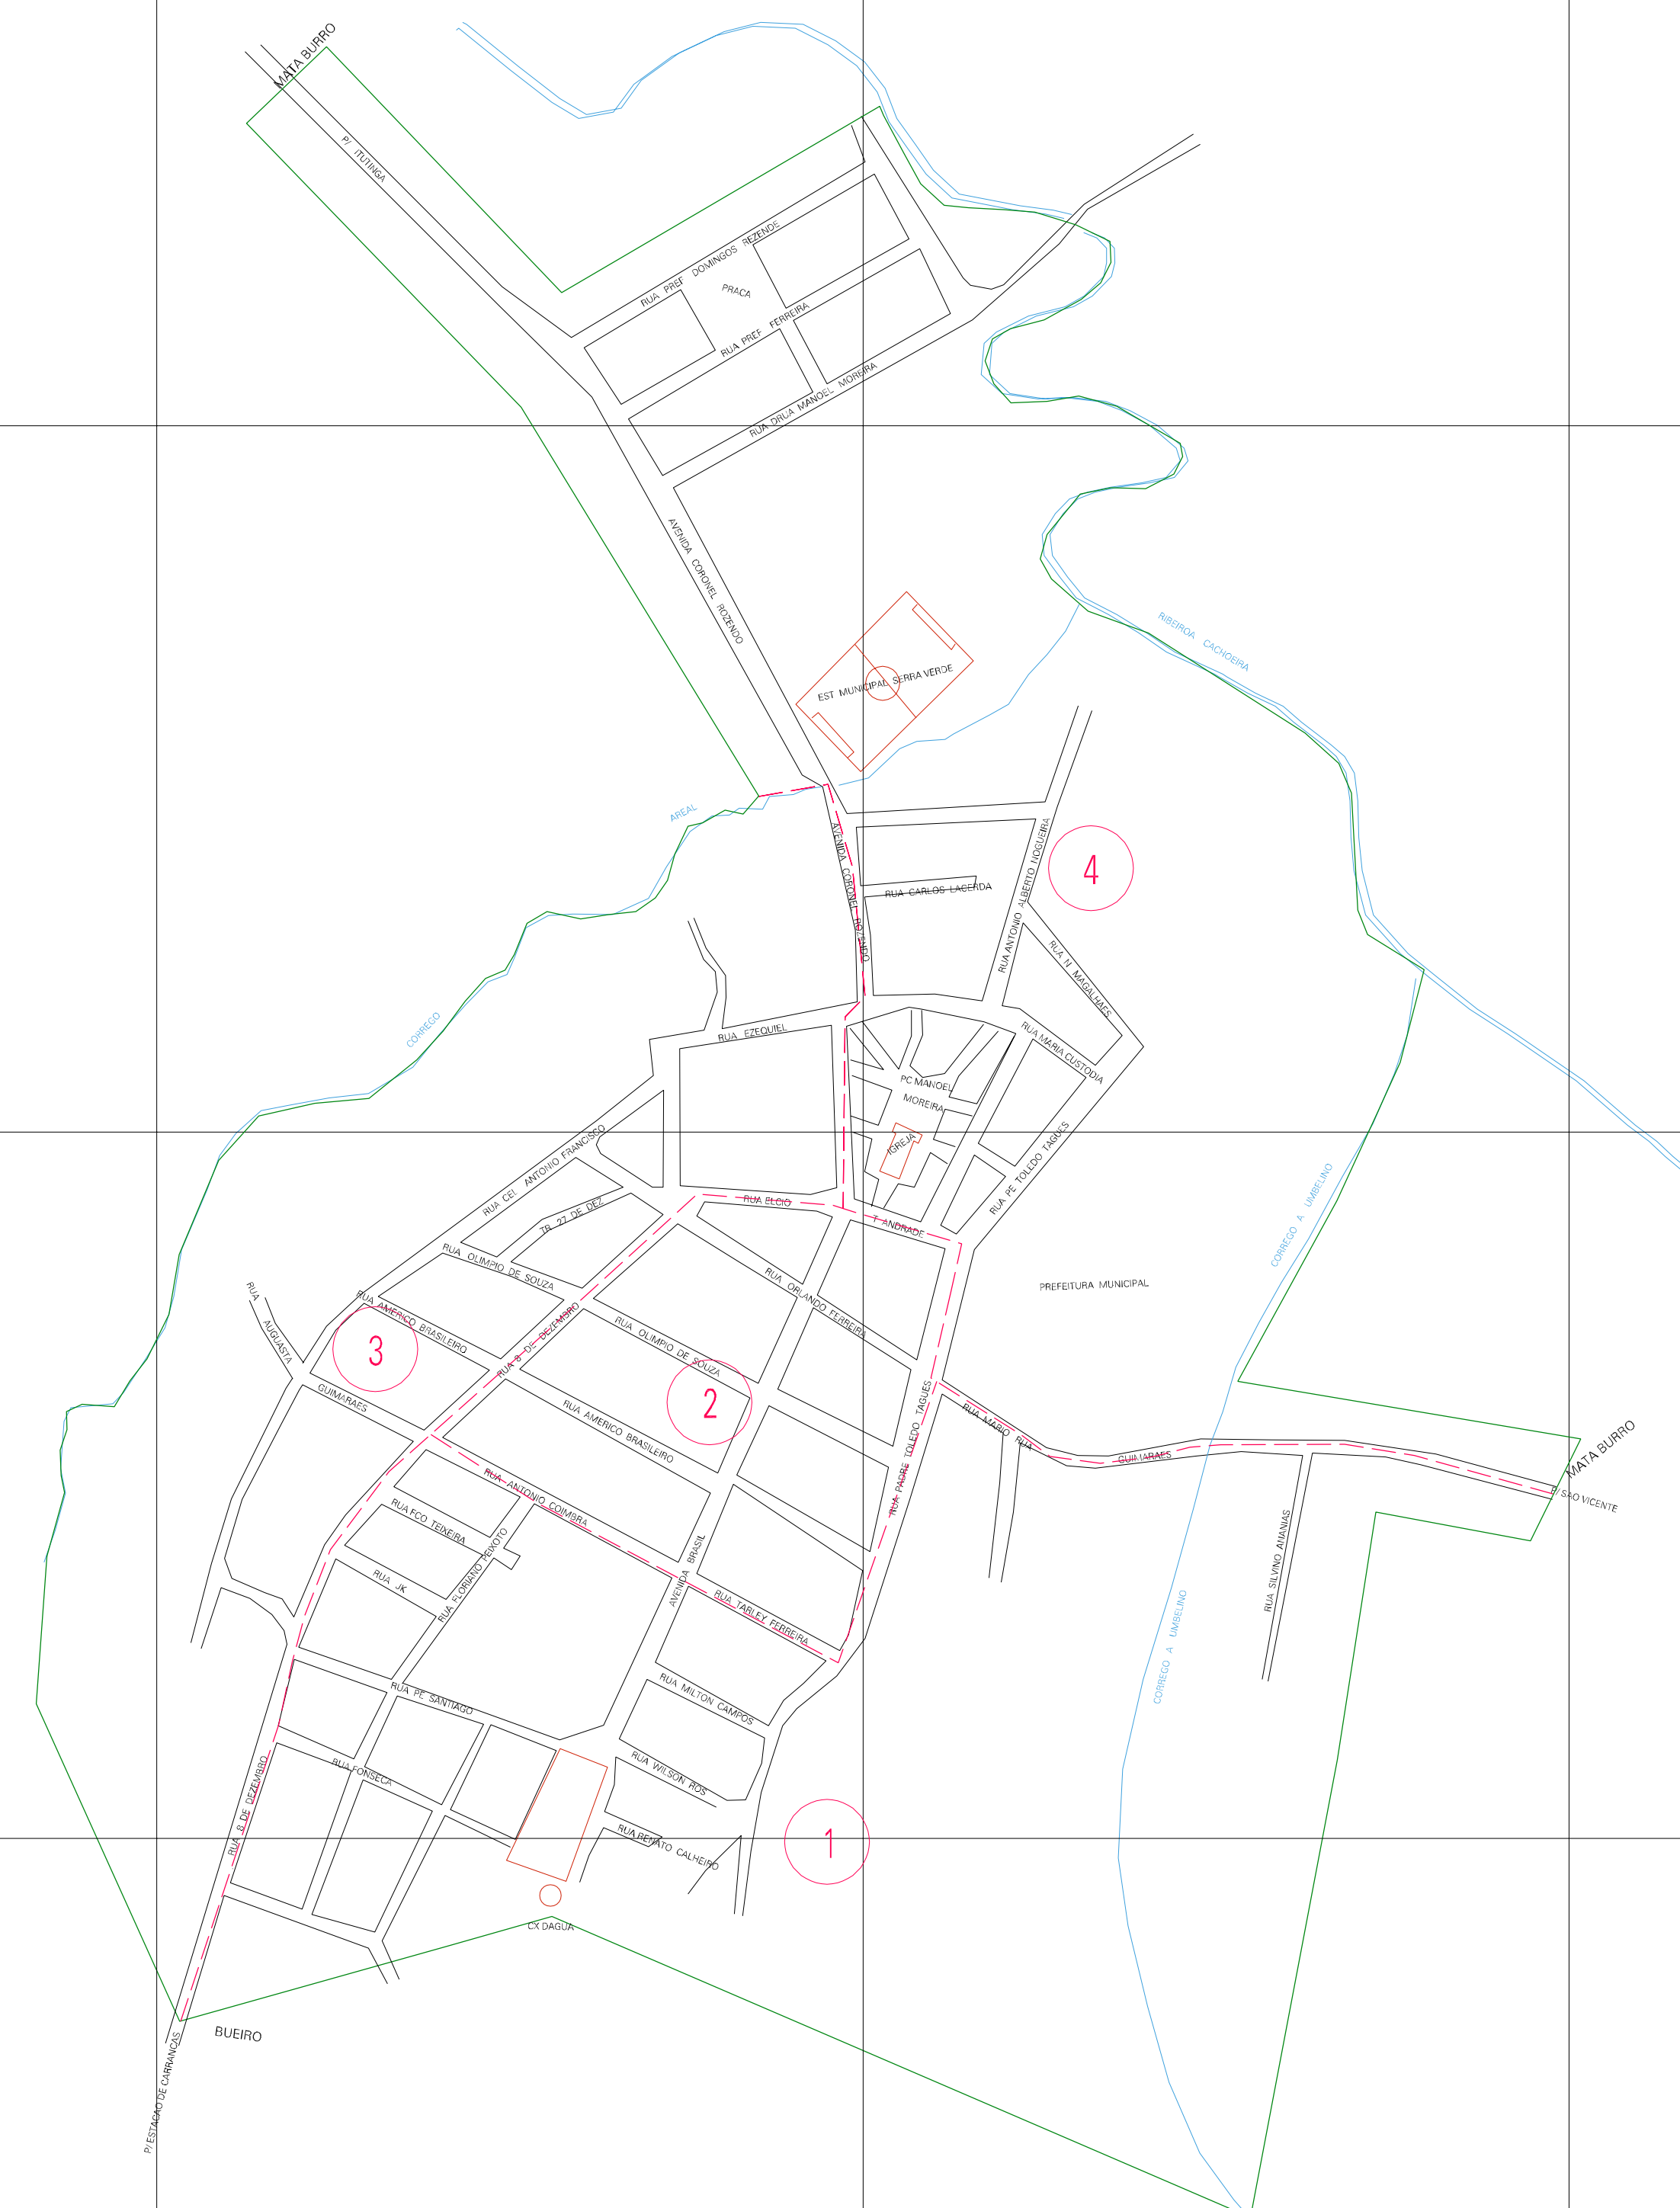 MATA BURRO
P/ ITUTINGA
RUA PREF DOMINGOS REZENDE
PRACA
RUA PREF FERREIRA
RUA DRUA MANOEL MOREIRA
AVENIDA CORONEL ROZENDO
RIBEIROA CACHOEIRA
EST MUNICIPAL SERRA VERDE
AREAL
AVENIDA CORONEL ROZENDO
RUA ANTONIO ALBERTO NOGUEIRA
4
RUA CARLOS LACERDA
RUA N MAGALHAES
CORREGO
RUA EZEQUIEL
RUA MARIA CUSTODIA
PC MANOEL
MOREIRA
IGREJA
RUA CEl ANTONIO FRANCISCO
RUA PE TOLEDO TAGUES
CORREGO A UMBELINO
TR 27 DE DEZ
RUA ELCIO
T ANDRADE
RUA OLIMPIO DE SOUZA
RUA ORLANDO FERREIRA
PREFEITURA MUNICIPAL
RUA
AUGUASTA
RUA AMERICO BRASILEIRO
3
RUA 8 DE DEZEMBRO
RUA OLIMPIO DE SOUZA
2
GUIMARAES
RUA AMERICO BRASILEIRO
RUA PADRE TOLEDO TAGUES
RUA MARIO RUA
GUIMARAES
MATA BURRO
P/ SAO VICENTE
RUA ANTONIO COIMBRA
RUA FCO TEIXEIRA
RUA FLORIANO PEIXOTO
RUA JK
AVENIDA BRASIL
RUA TARLEY FERREIRA
RUA SILVINO ANANIAS
CORREGO A UMBELINO
RUA PE SANTIAGO
RUA MILTON CAMPOS
RUA FONSECA
RUA WILSON ROS
RUA 8 DE DEZEMBRO
RUA RENATO CALHEIRO
1
CX DAGUA
BUEIRO
P/ ESTACAO DE CARRANCAS